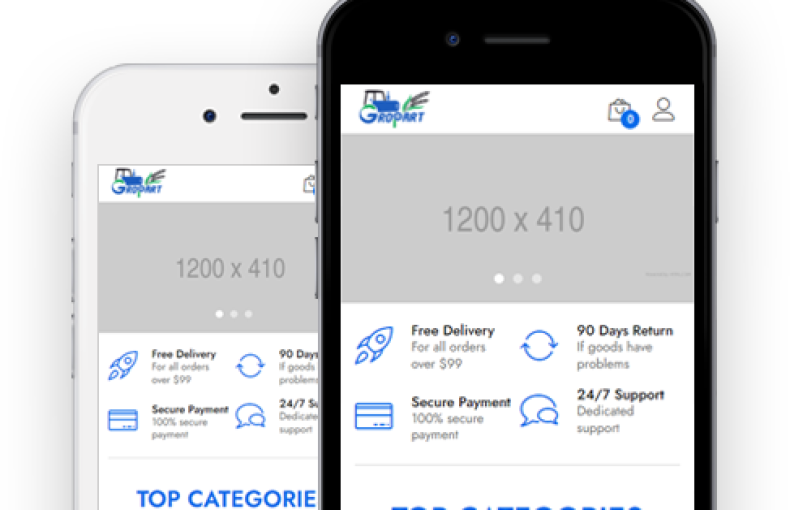 GROPART
1200 x 410
Free Delivery
For all orders
over $99
90 Days
If goods
problems
Secure Payment
100% secure
payment
24/7
Dedicated
support
TOP CATEGORIE
GROPART
0
1200 x 410
Free Delivery
For all orders
over $99
90 Days Return
If goods have
problems
Secure Payment
100% secure
payment
24/7 Support
Dedicated
support
TOP CATEGORIES